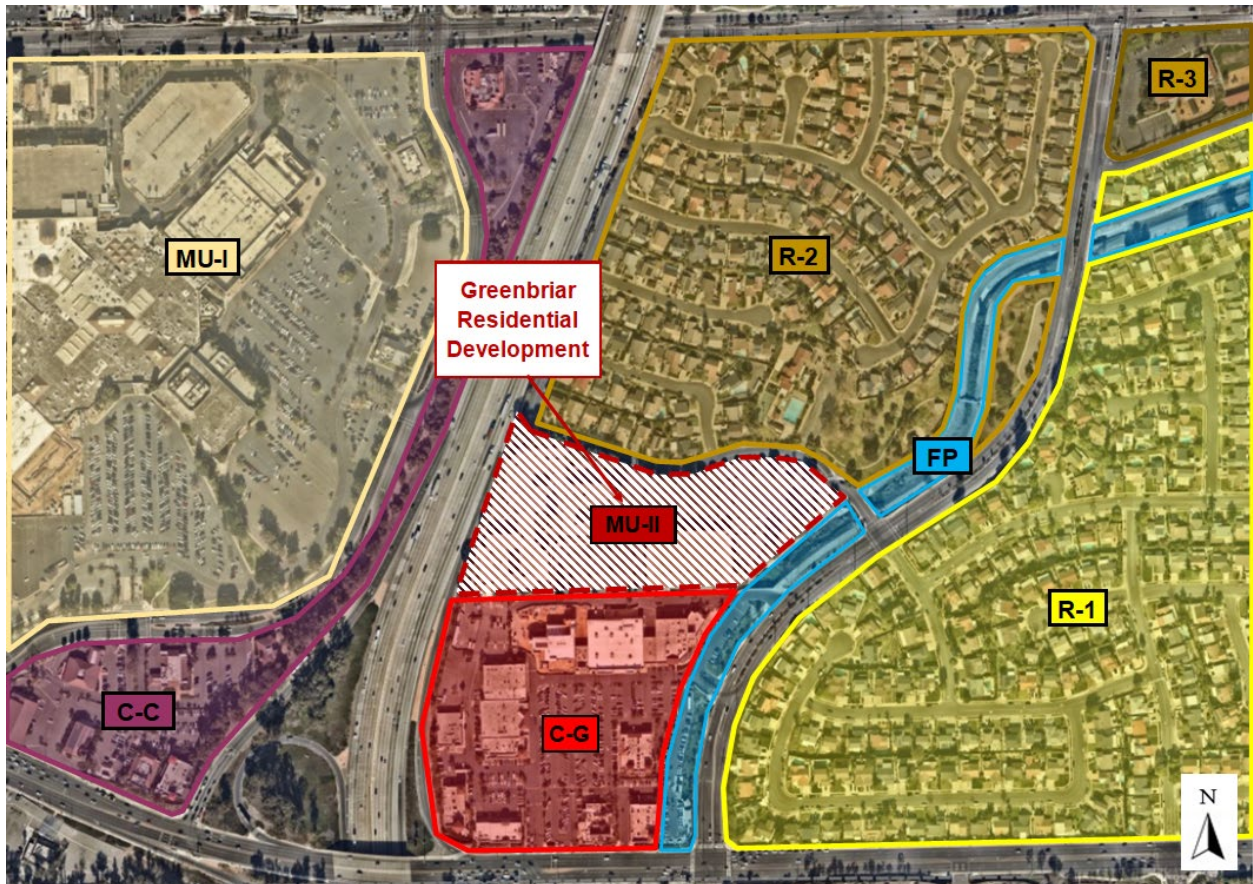 R-3
MU-I
R-2
Greenbriar
Residential
Development
FP
MU-II
R-1
C-C
C-G
N